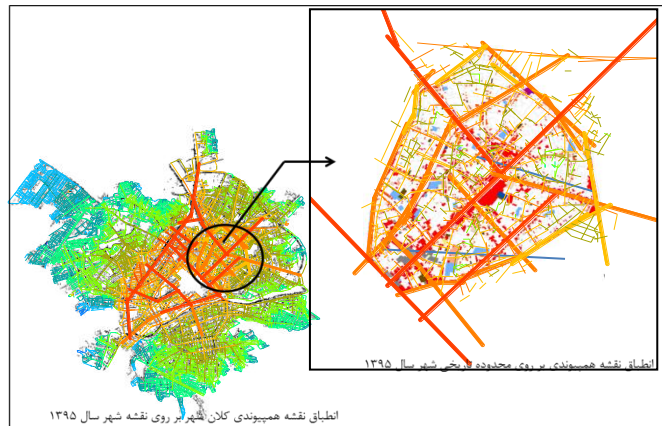 انطباق نقشه همپیوندی بر روی محدوده تاریخی شهر سال ۱۳۹۵
انطباق نقشه همپیوندی کلان شهر بر روی نقشه شهر سال ۱۳۹۵